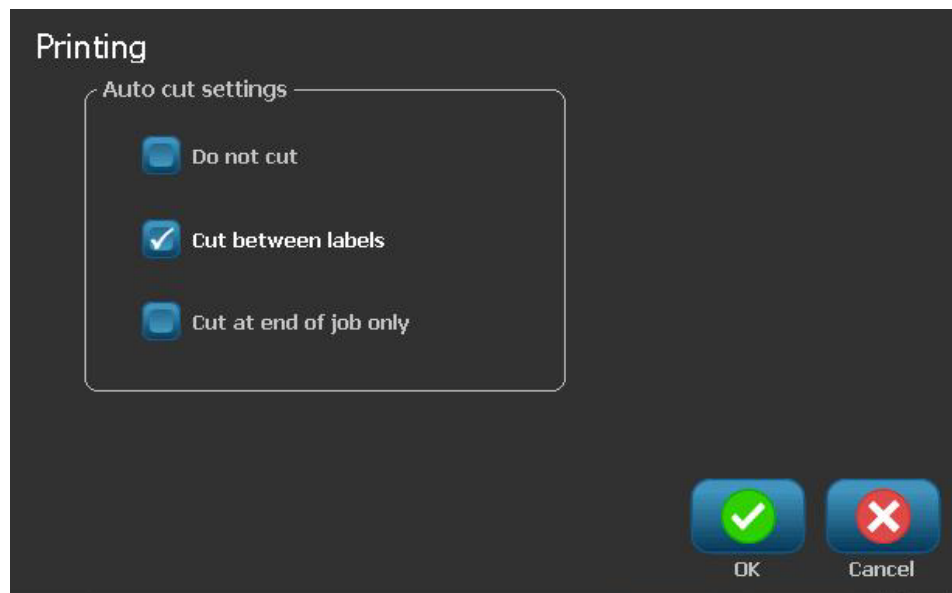 Printing
Auto cut settings
Do not cut
Cut between labels
Cut at end of job only
OK
Cancel